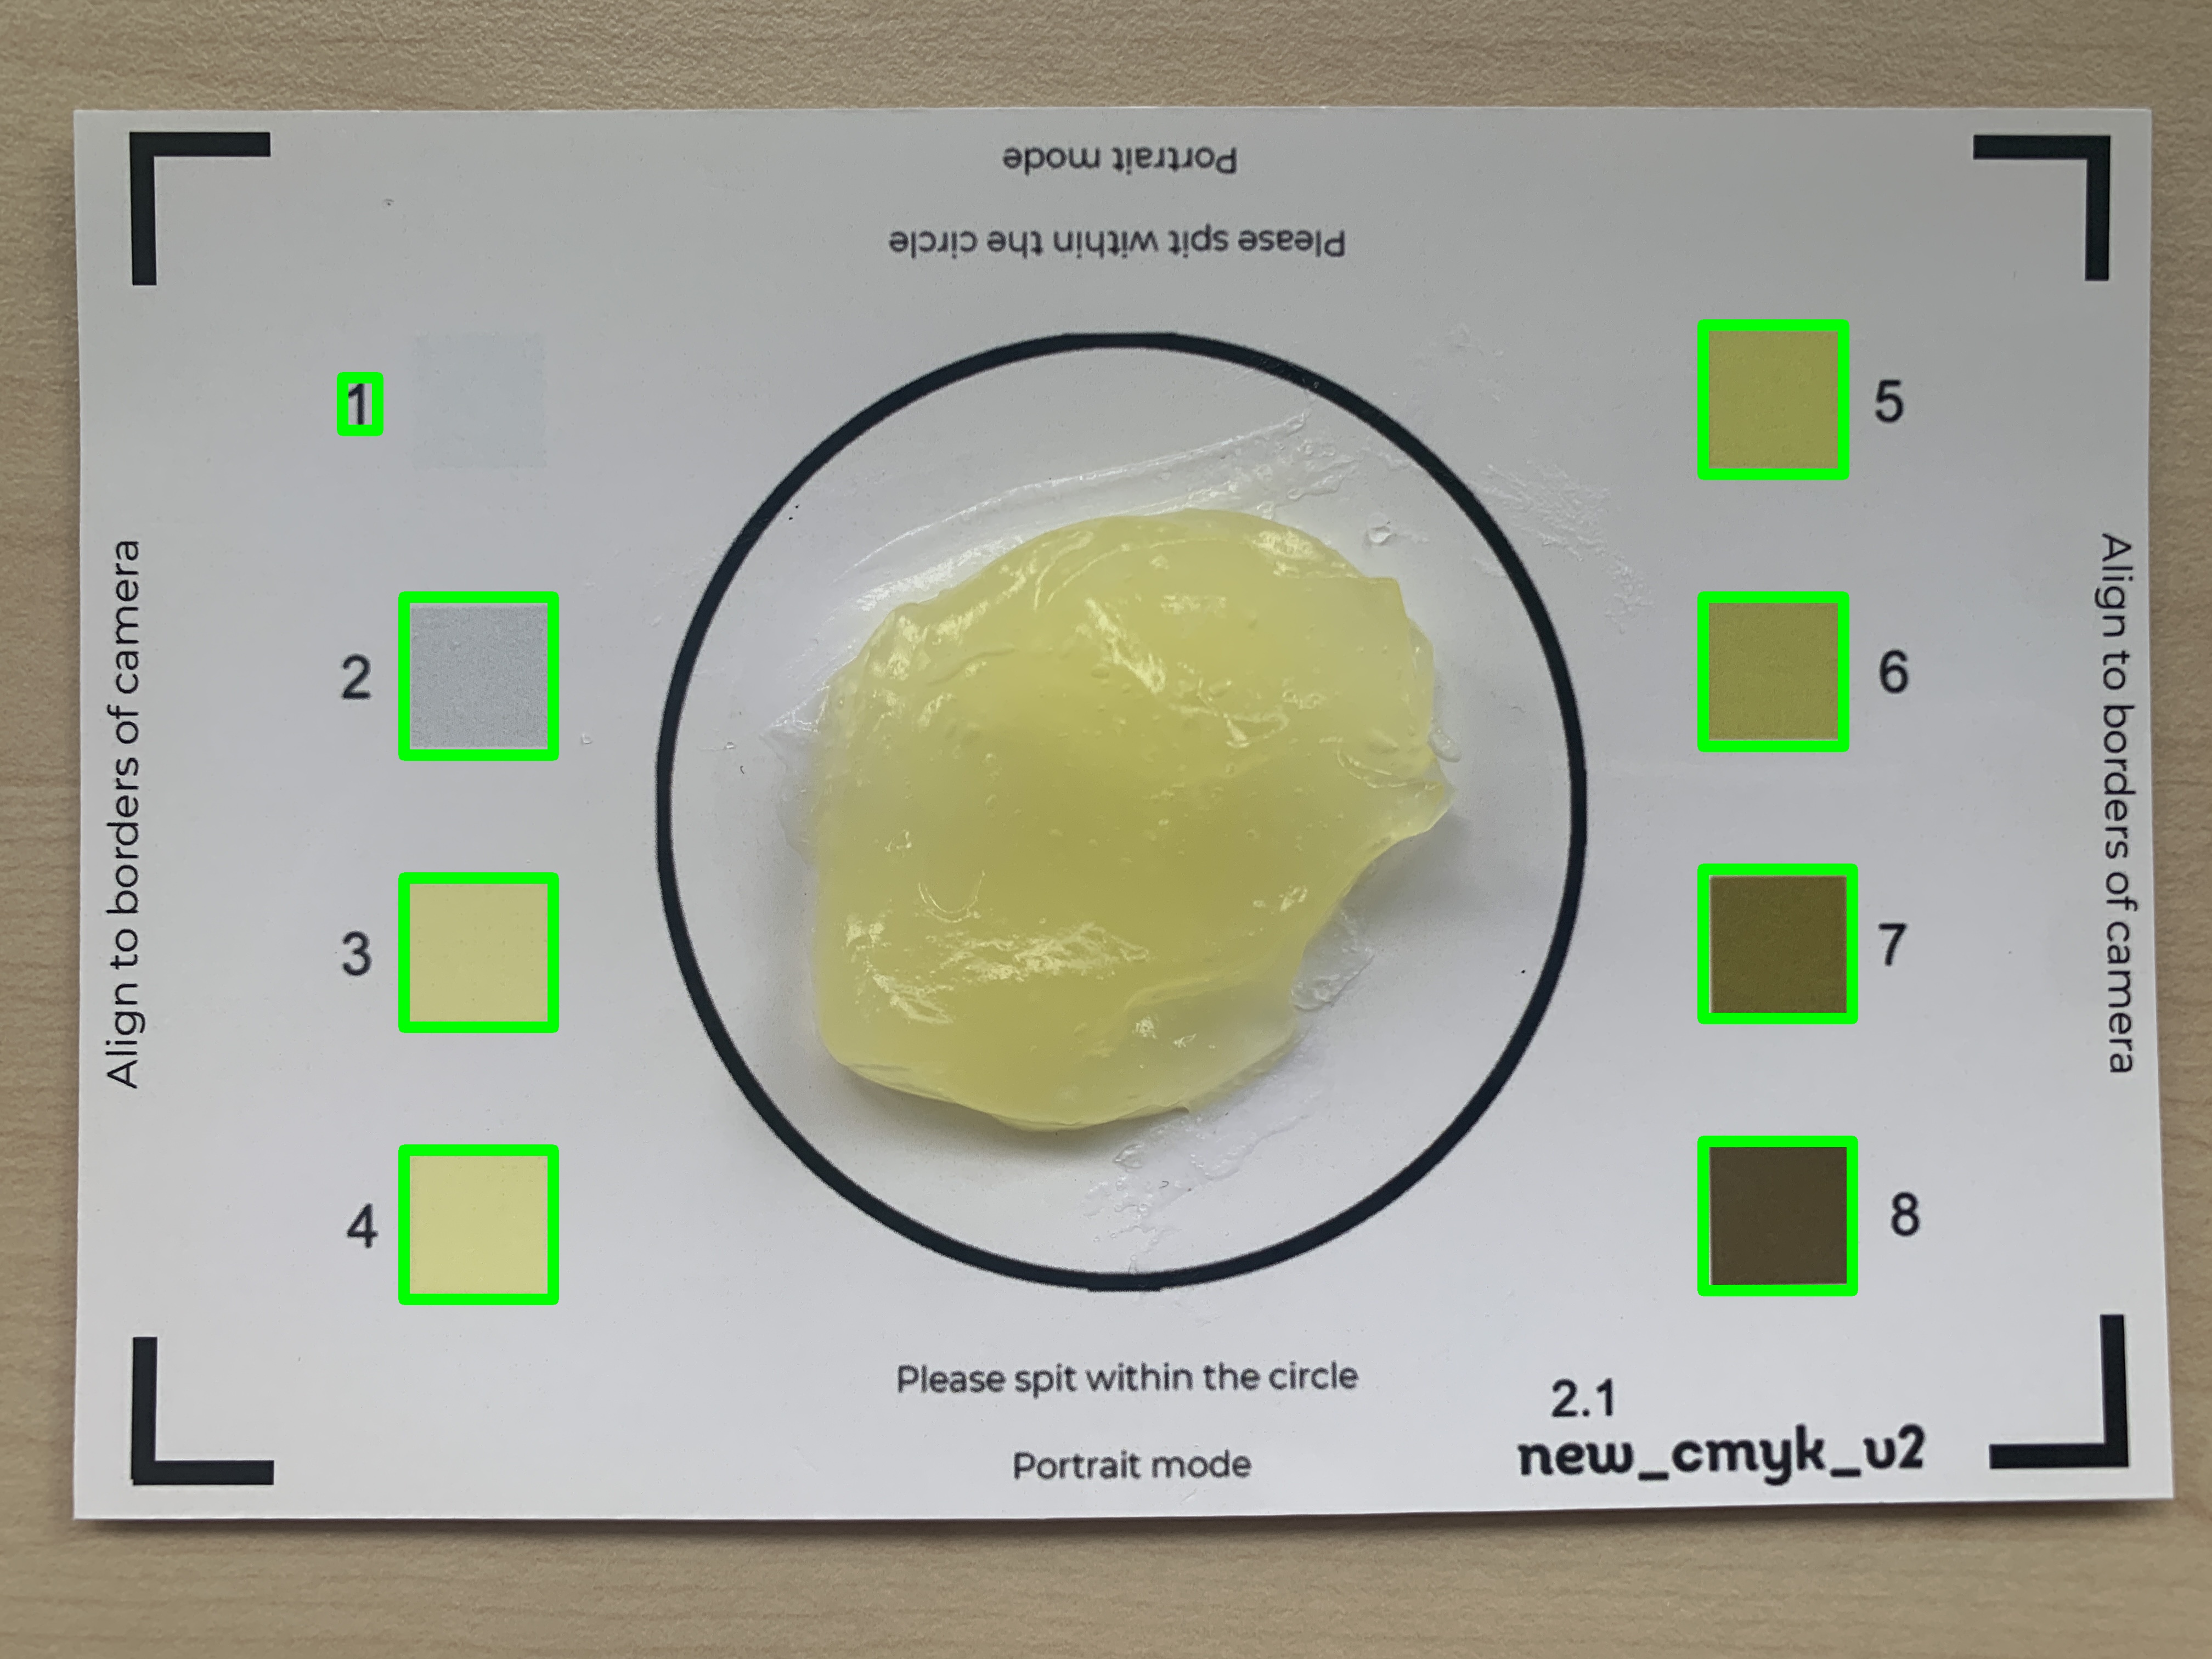 Portrait mode
Please spit within the circle
1
2
3
4
5
6
7
8
Align to borders of camera
Align to borders of camera
Please spit within the circle
Portrait mode
2.1
new_cmyk_v2